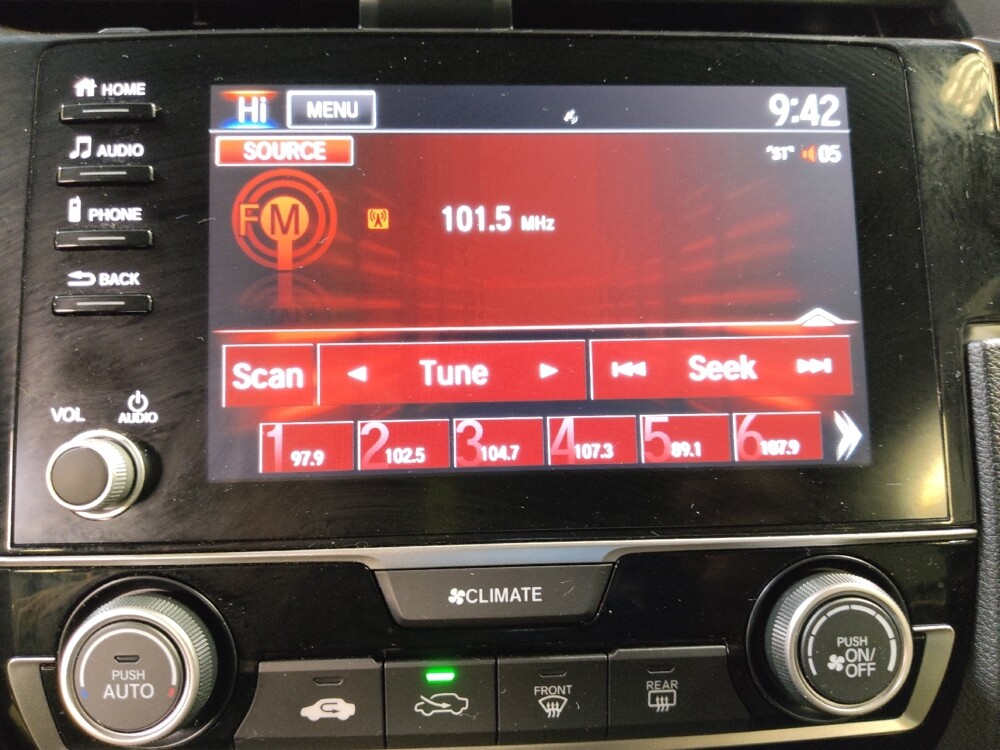 HOME
AUDIO
PHONE
BACK
VOL AUDIO
Hi MENU 9:42
SOURCE "ST" 05
FM 101.5 MHz
Scan Tune Seek
1 97.9 2 102.5 3 104.7 4 107.3 5 89.1 6 107.9
CLIMATE
PUSH AUTO
FRONT
REAR
PUSH ON/OFF